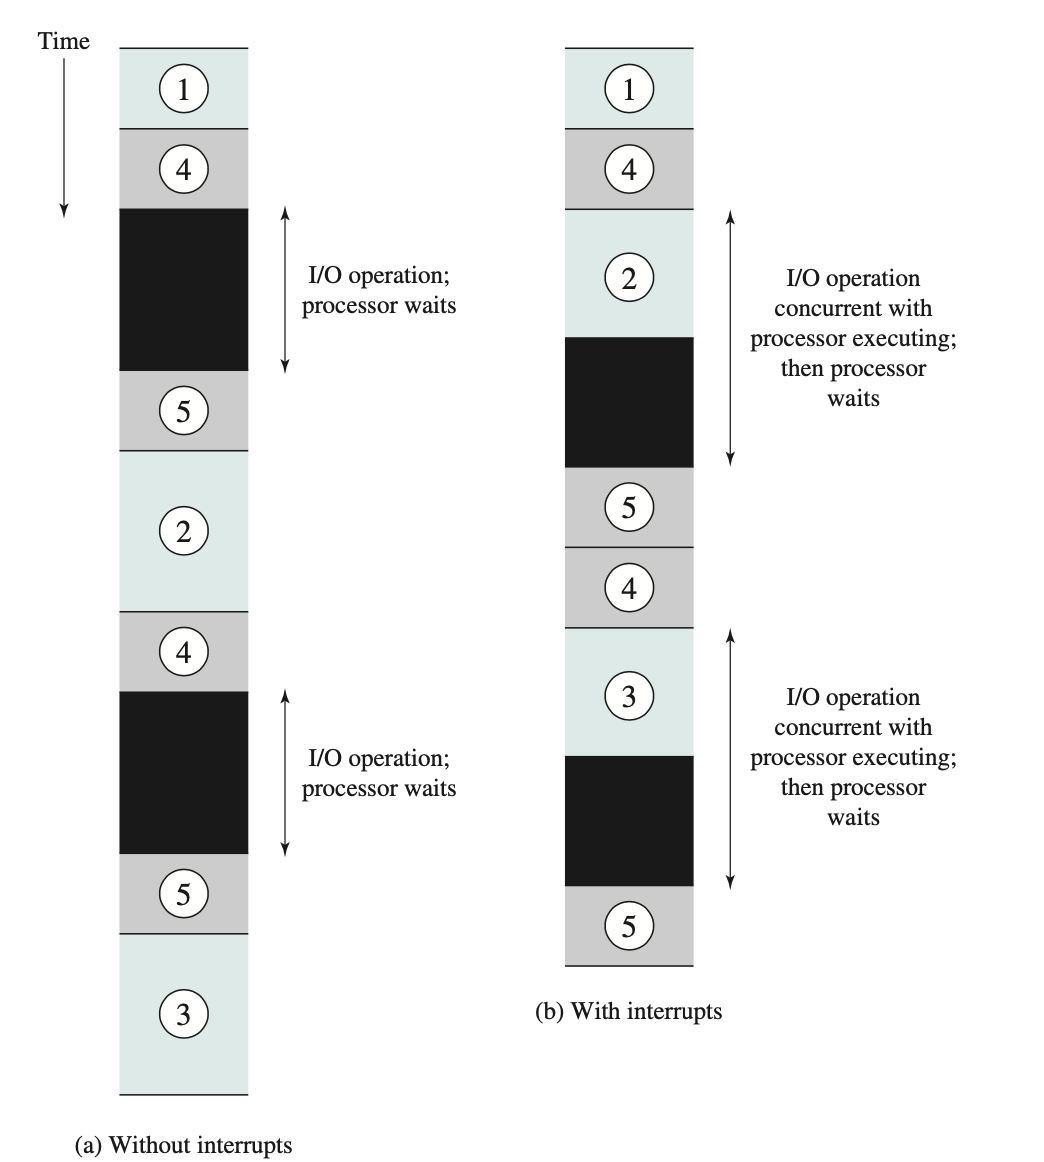 Time
1
4
I/O operation;
processor waits
5
2
4
I/O operation;
processor waits
5
3
(a) Without interrupts
1
4
2
I/O operation
concurrent with
processor executing;
then processor
waits
5
4
3
I/O operation
concurrent with
processor executing;
then processor
waits
5
(b) With interrupts